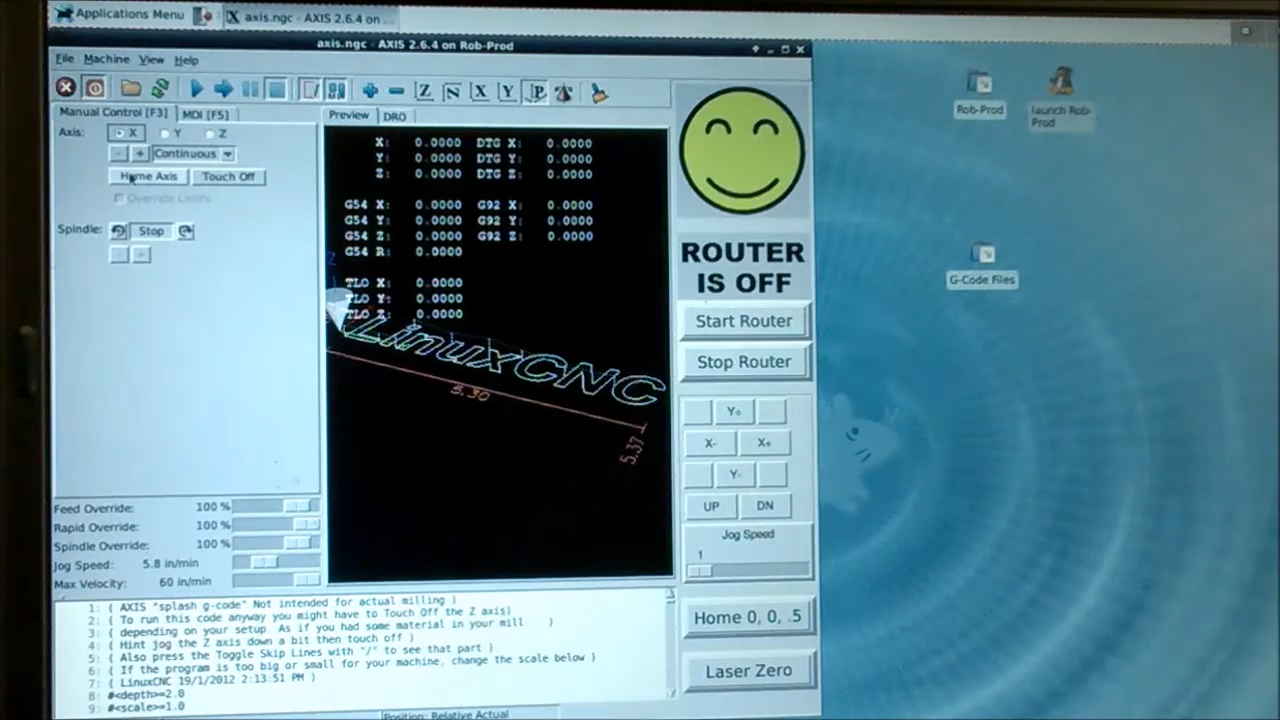 Applications Menu axis.ngc - AXIS 2.6.4 on ...
axis.ngc - AXIS 2.6.4 on Rob-Prod
File Machine View Help
Manual Control [F3] MDI [F5]
Axis: X Y Z
- + Continuous
Home Axis Touch Off
Override Limits
Spindle: Stop
- +
Feed Override: 100 %
Rapid Override: 100 %
Spindle Override: 100 %
Jog Speed: 5.8 in/min
Max Velocity: 60 in/min
Z N X Y P
Preview DRO
X: 0.0000 DTG X: 0.0000
Y: 0.0000 DTG Y: 0.0000
Z: 0.0000 DTG Z: 0.0000
G54 X: 0.0000 G92 X: 0.0000
G54 Y: 0.0000 G92 Y: 0.0000
G54 Z: 0.0000 G92 Z: 0.0000
G54 R: 0.0000
Z
TLO X: 0.0000
TLO Y: 0.0000
TLO Z: 0.0000
LinuxCNC
5.30
5.37
ROUTER
IS OFF
Start Router
Stop Router
Y+
X- X+
Y-
UP DN
Jog Speed
1
Home 0, 0, .5
Laser Zero
1: ( AXIS "splash g-code" Not intended for actual milling )
2: ( To run this code anyway you might have to Touch Off the Z axis)
3: ( depending on your setup. As if you had some material in your mill )
4: ( Hint jog the Z axis down a bit then touch off )
5: ( Also press the Toggle Skip Lines with "/" to see that part )
6: ( If the program is too big or small for your machine, change the scale below )
7: ( LinuxCNC 19/1/2012 2:13:51 PM )
8: #<depth>=2.0
9: #<scale>=1.0
Position: Relative Actual
Rob-Prod
launch Rob-
Prod
G-Code Files